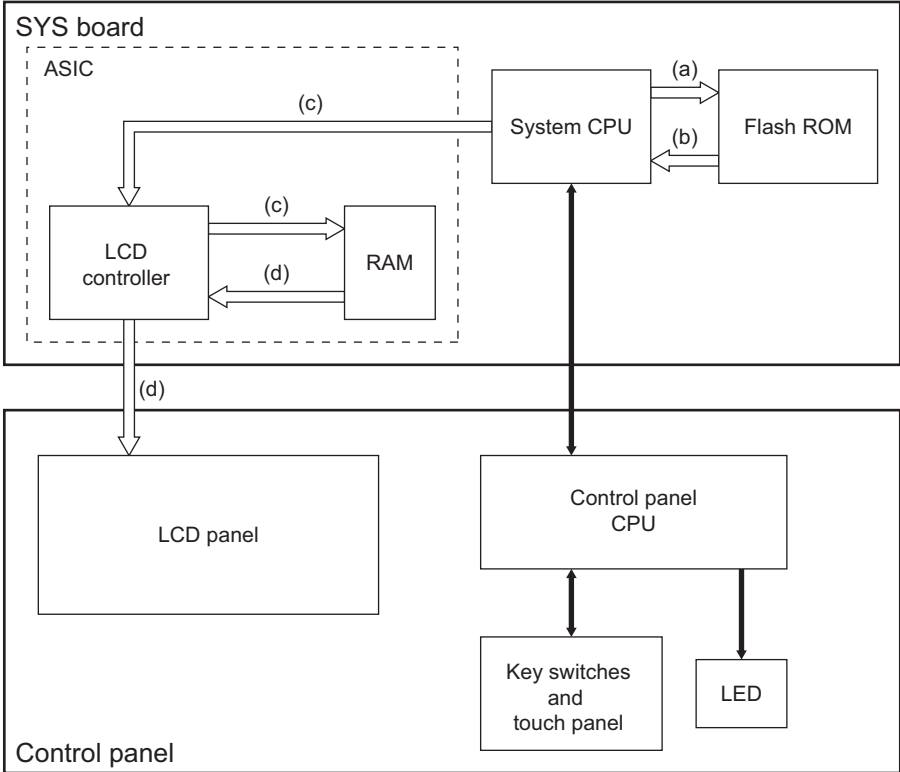 SYS board
ASIC
(c)
System CPU
(a)
(b)
Flash ROM
LCD
controller
(c)
(d)
RAM
(d)
LCD panel
Control panel
CPU
Key switches
and
touch panel
LED
Control panel